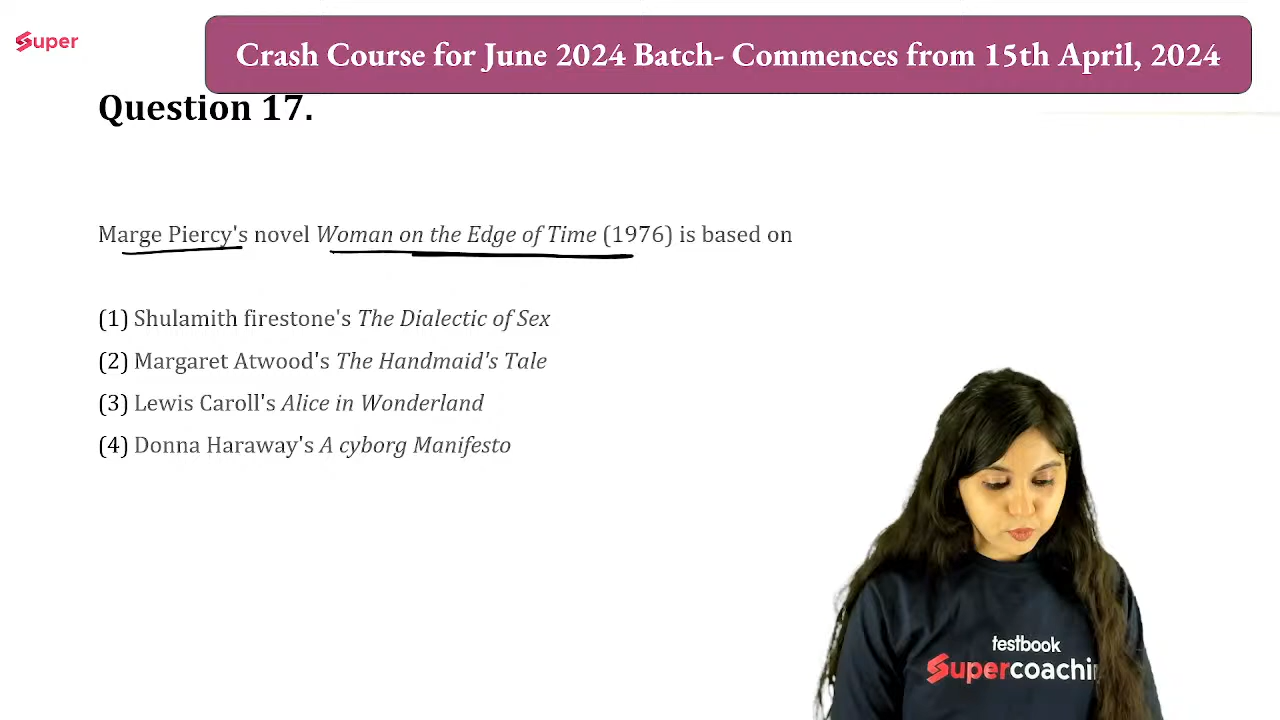 Super
Crash Course for June 2024 Batch- Commences from 15th April, 2024
Question 17.
Marge Piercy's novel Woman on the Edge of Time (1976) is based on
(1) Shulamith firestone's The Dialectic of Sex
(2) Margaret Atwood's The Handmaid's Tale
(3) Lewis Caroll's Alice in Wonderland
(4) Donna Haraway's A cyborg Manifesto
testbook
Supercoachi